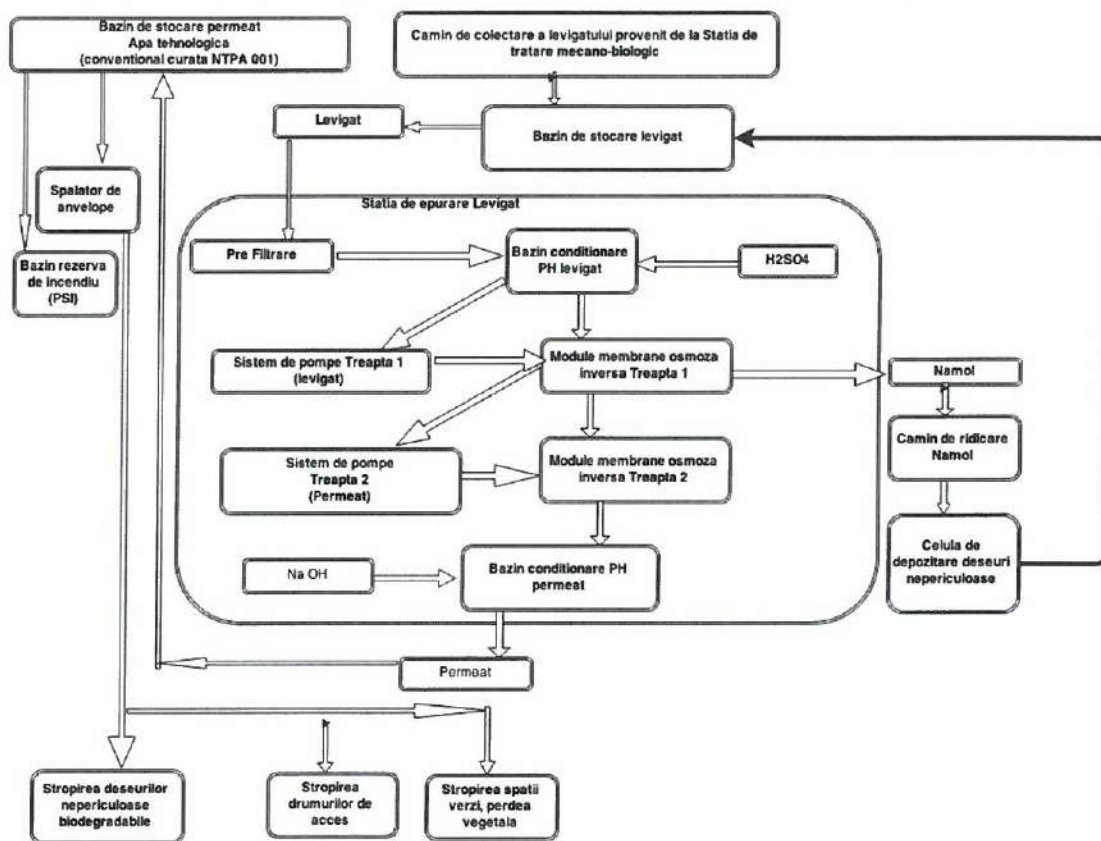 Bazin de stocare permeat
Apa tehnologica
(conventional curata NTPA 001)
Camin de colectare a levigatului provenit de la Statia de
tratare mecano-biologic
Levigat
Bazin de stocare levigat
Spalator de
anvelope
Bazin rezerva
de incendiu
(PSI)
Statia de epurare Levigat
Pre Filtrare
Bazin conditionare
PH levigat
H2SO4
Sistem de pompe Treapta 1
(levigat)
Module membrane osmoza
inversa Treapta 1
Namol
Camin de ridicare
Namol
Sistem de pompe
Treapta 2
(Permeat)
Module membrane osmoza
inversa Treapta 2
Celula de
depozitare deseuri
nepericuloase
Na OH
Bazin conditionare PH
permeat
Permeat
Stropirea deseurilor
nepericuloase
biodegradabile
Stropirea
drumurilor de
acces
Stropirea spatii
verzi, perdea
vegetala